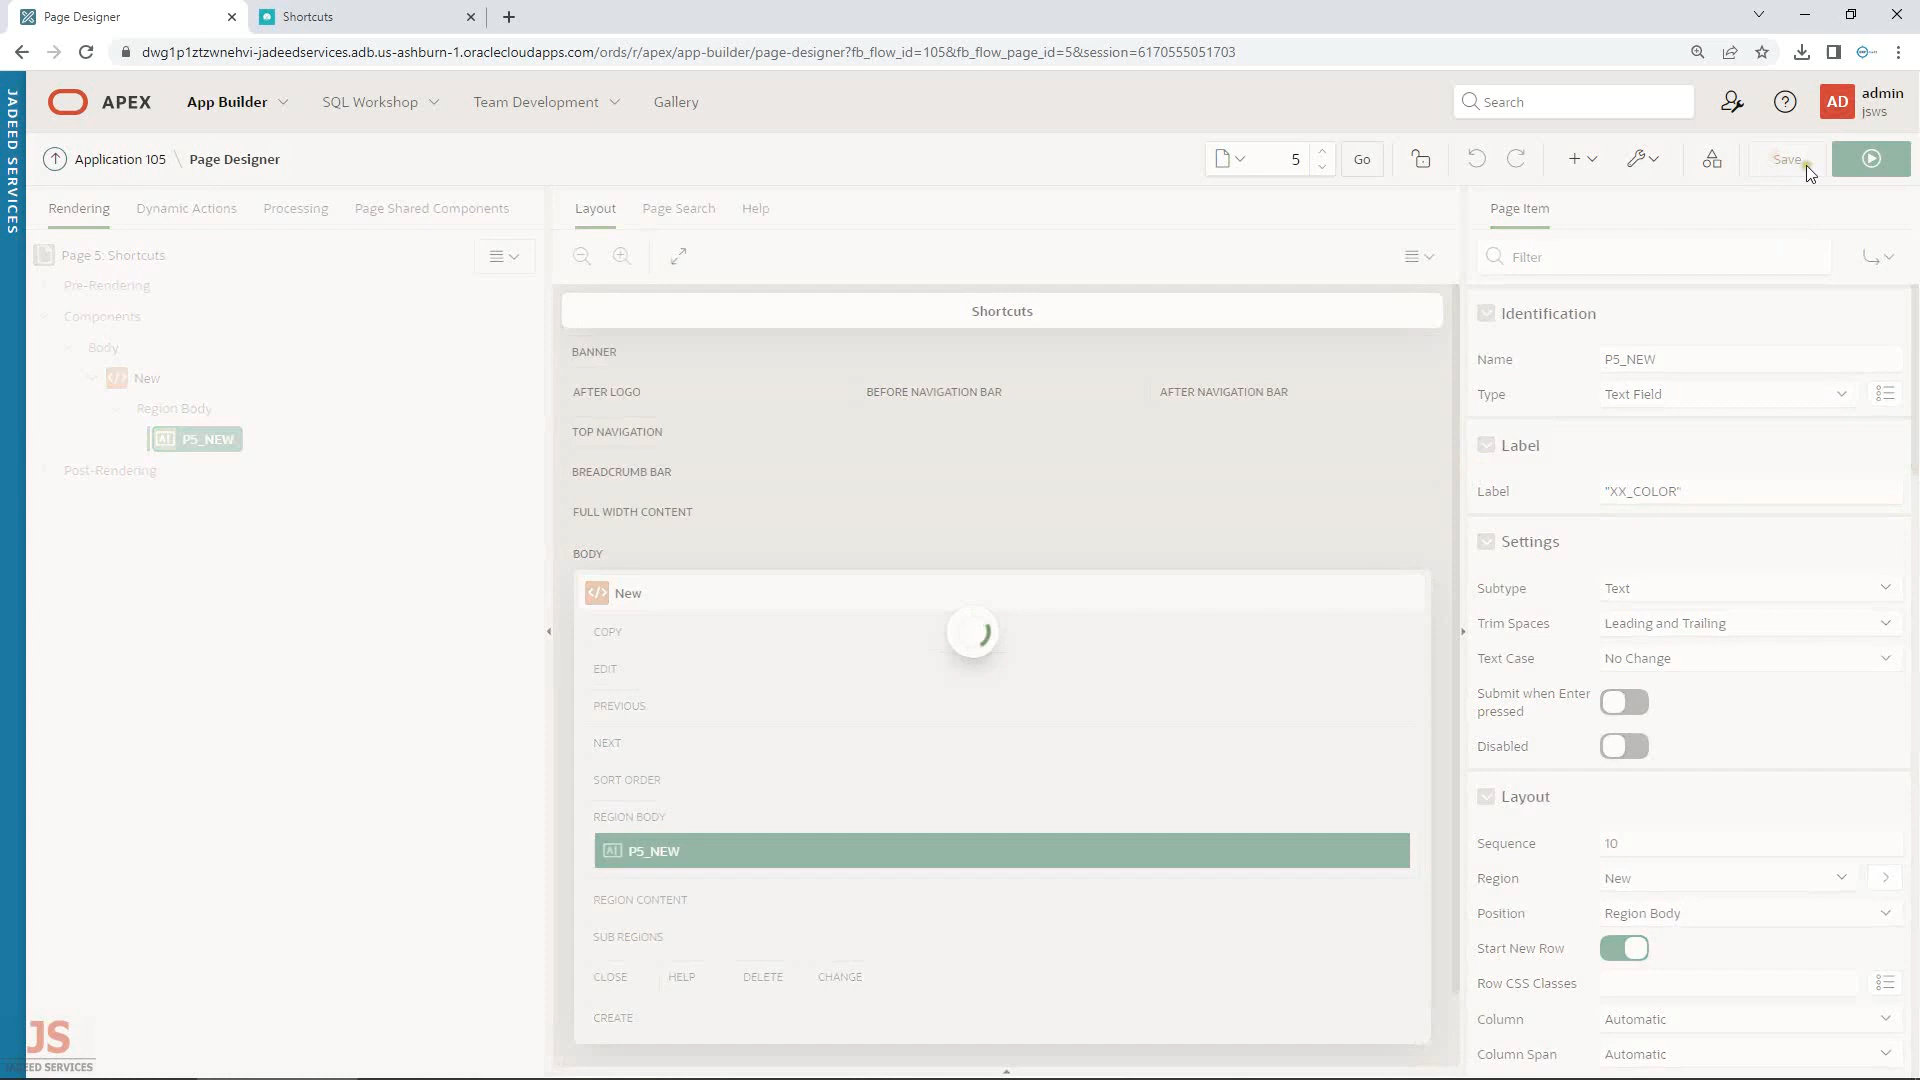 Page Designer
Shortcuts
dwg1p1ztzwnehvi-jadeedservices.adb.us-ashburn-1.oraclecloudapps.com/ords/r/apex/app-builder/page-designer?fb_flow_id=105&fb_flow_page_id=5&session=6170555051703
JADEED SERVICES
APEX
App Builder
SQL Workshop
Team Development
Gallery
Search
AD
admin
jsws
Application 105 \ Page Designer
5
Go
Save
Rendering
Dynamic Actions
Processing
Page Shared Components
Page 5: Shortcuts
Pre-Rendering
Components
Body
New
Region Body
P5_NEW
Post-Rendering
Layout
Page Search
Help
Shortcuts
BANNER
AFTER LOGO
BEFORE NAVIGATION BAR
AFTER NAVIGATION BAR
TOP NAVIGATION
BREADCRUMB BAR
FULL WIDTH CONTENT
BODY
New
COPY
EDIT
PREVIOUS
NEXT
SORT ORDER
REGION BODY
P5_NEW
REGION CONTENT
SUB REGIONS
CLOSE
HELP
DELETE
CHANGE
CREATE
Page Item
Filter
Identification
Name P5_NEW
Type Text Field
Label
Label "XX_COLOR"
Settings
Subtype Text
Trim Spaces Leading and Trailing
Text Case No Change
Submit when Enter
pressed
Disabled
Layout
Sequence 10
Region New
Position Region Body
Start New Row
Row CSS Classes
Column Automatic
Column Span Automatic
JS
JADEED SERVICES